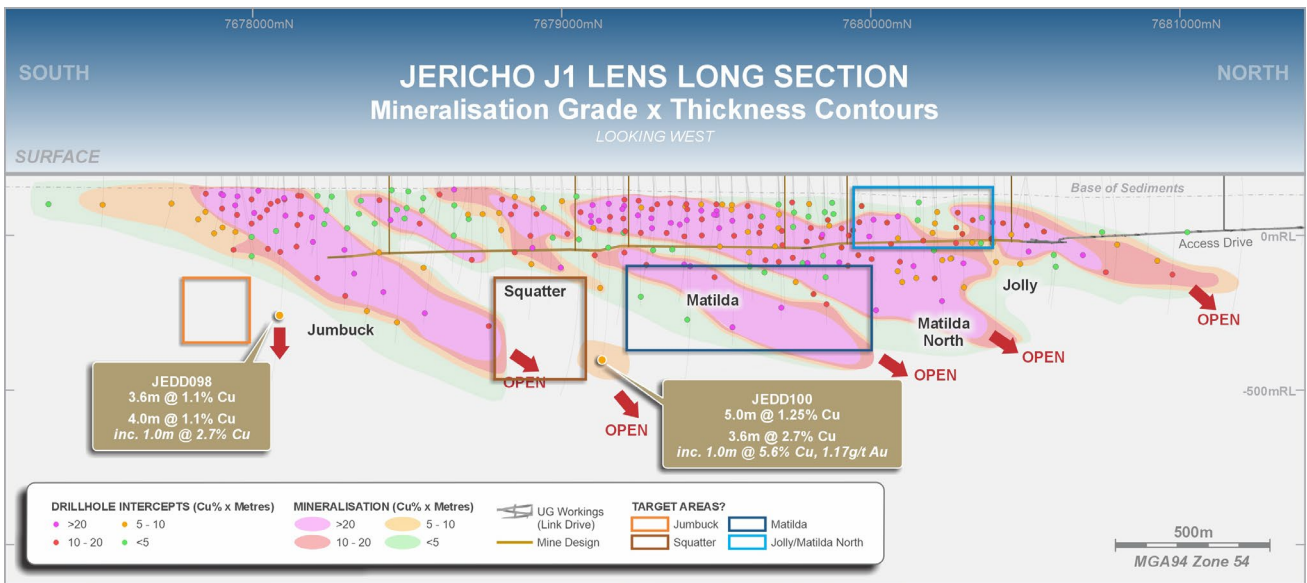 7678000mN
7679000mN
7680000mN
7681000mN
SOUTH
NORTH
JERICHO J1 LENS LONG SECTION
Mineralisation Grade x Thickness Contours
LOOKING WEST
SURFACE
Base of Sediments
0mRL
Access Drive
Squatter
Matilda
Jolly
Jumbuck
Matilda
North
OPEN
OPEN
OPEN
OPEN
OPEN
-500mRL
JEDD098
3.6m @ 1.1% Cu
4.0m @ 1.1% Cu
inc. 1.0m @ 2.7% Cu
JEDD100
5.0m @ 1.25% Cu
3.6m @ 2.7% Cu
inc. 1.0m @ 5.6% Cu, 1.17g/t Au
DRILLHOLE INTERCEPTS (Cu% x Metres)
>20
5 - 10
10 - 20
<5
MINERALISATION (Cu% x Metres)
>20
5 - 10
10 - 20
<5
UG Workings
(Link Drive)
Mine Design
TARGET AREAS?
Jumbuck
Matilda
Squatter
Jolly/Matilda North
500m
MGA94 Zone 54